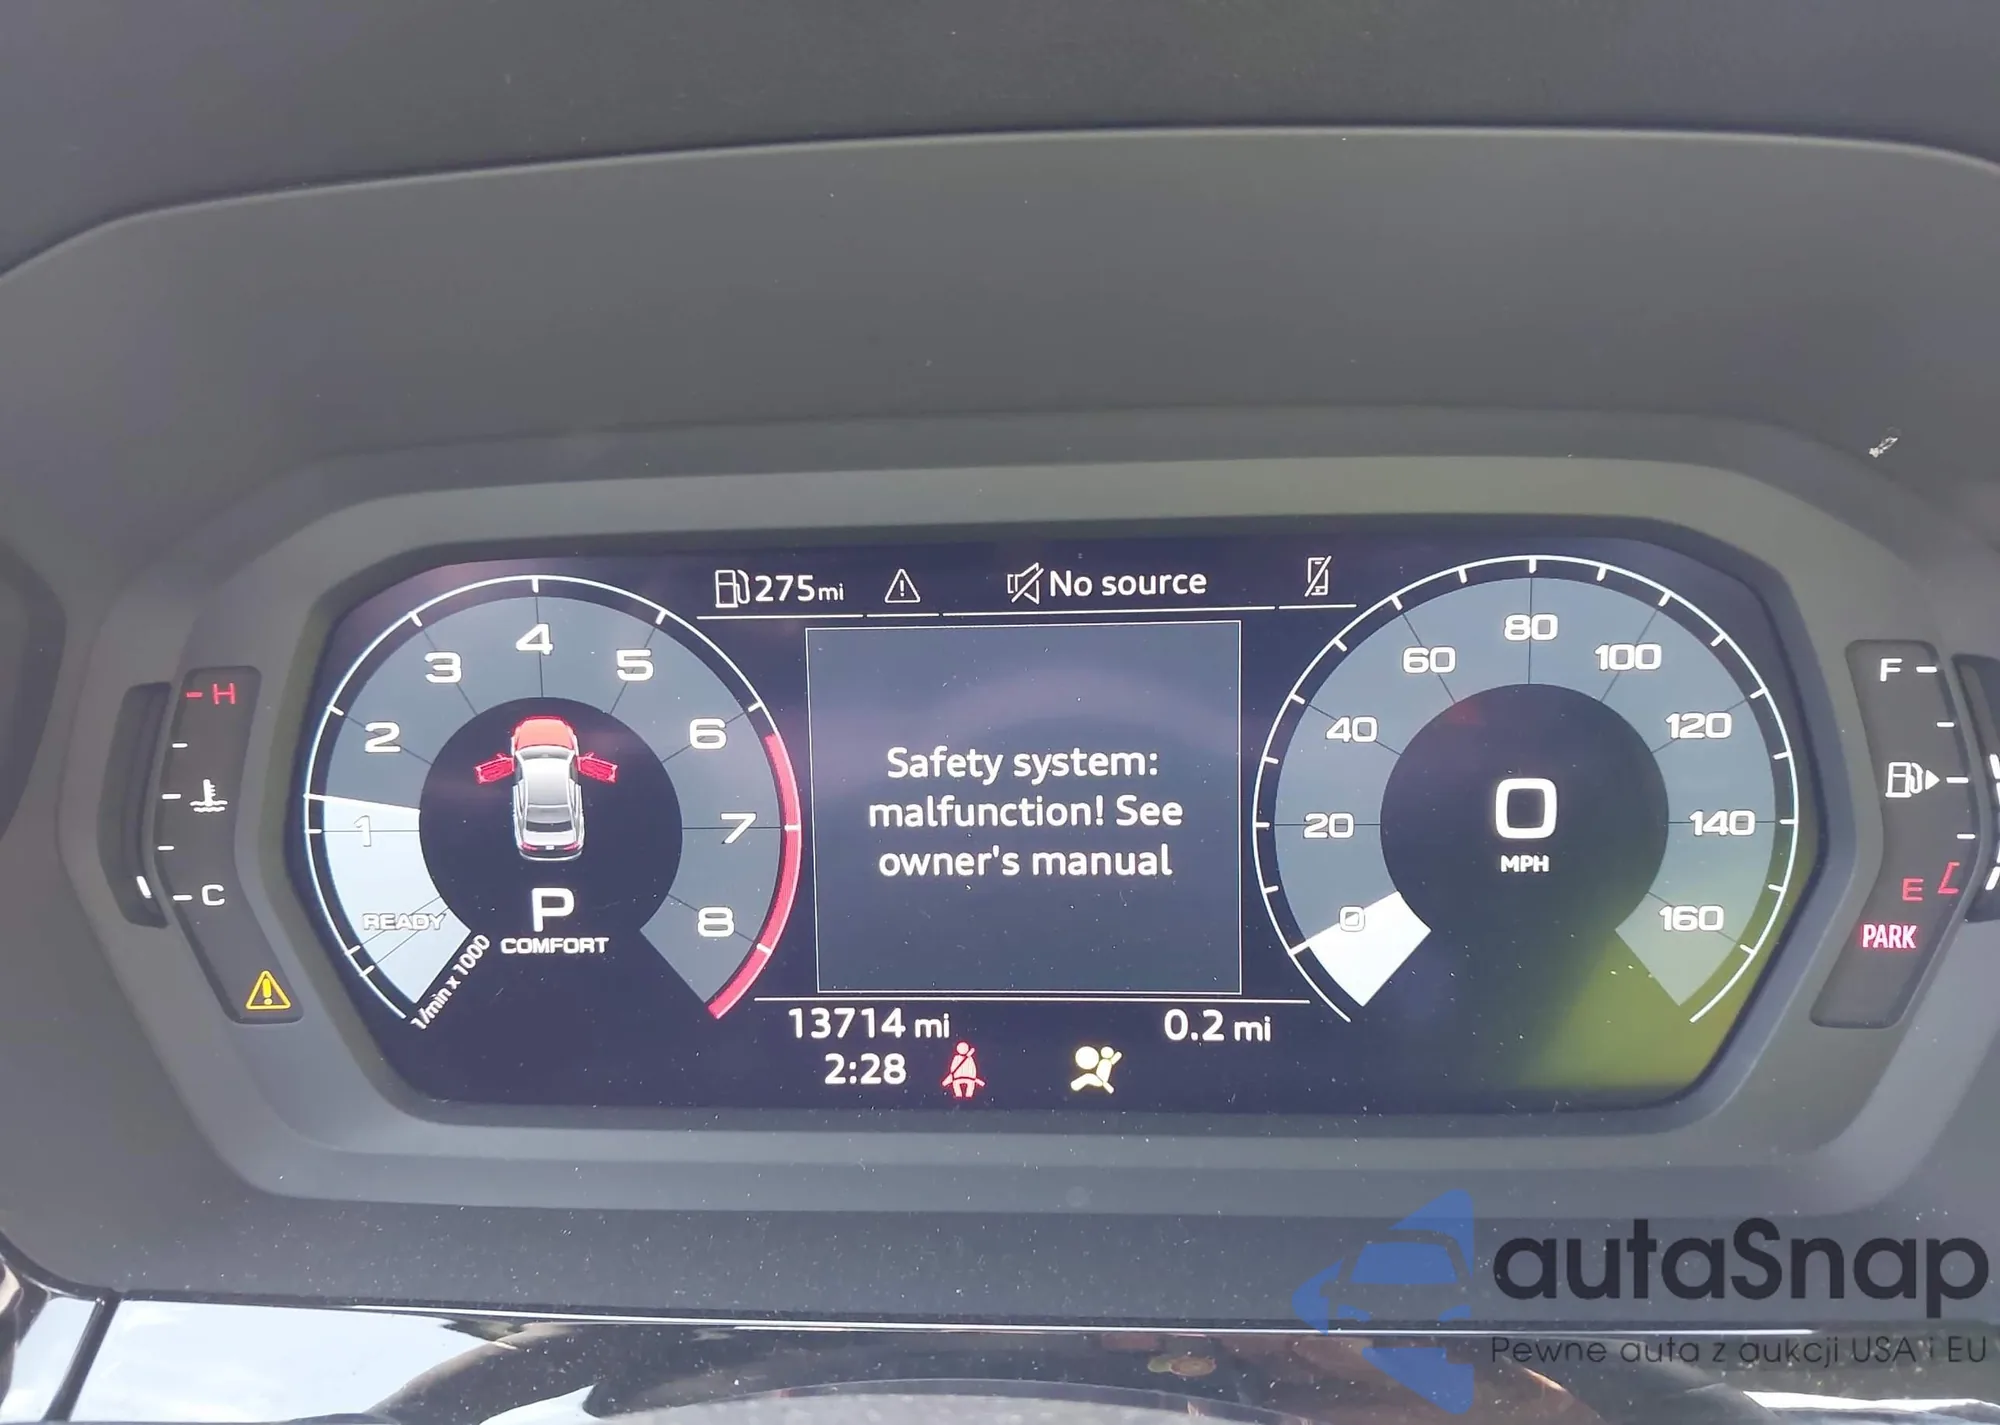 275 mi
No source
H
C
1
2
3
4
5
6
7
8
READY
1/min x 1000
P
COMFORT
Safety system:
malfunction! See
owner's manual
13714 mi
0.2 mi
2:28
0
20
40
60
80
100
120
140
160
0
MPH
F
E
PARK
autaSnap
Pewne auta z aukcji USA i EU